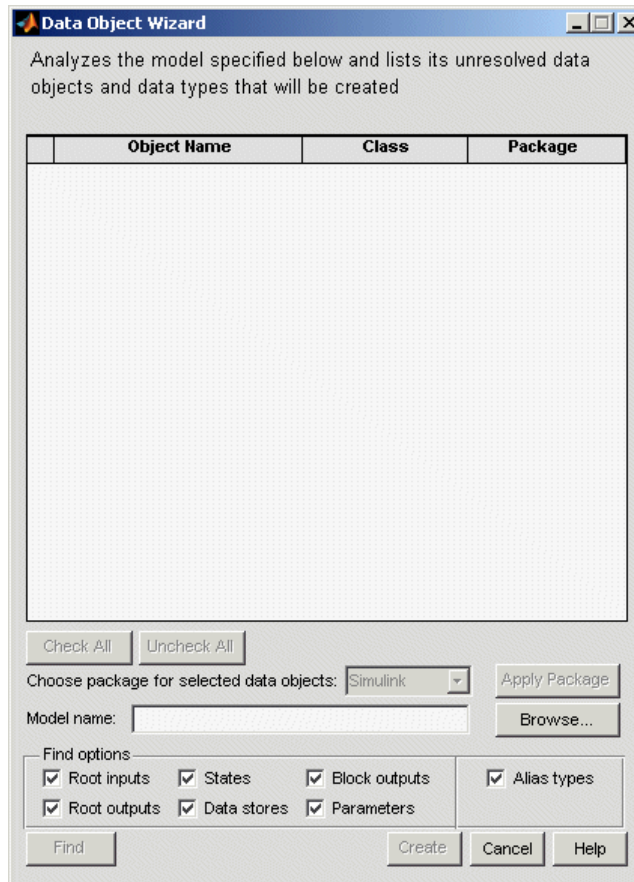 Data Object Wizard
Analyzes the model specified below and lists its unresolved data
objects and data types that will be created
Object Name Class Package
Check All Uncheck All
Choose package for selected data objects: Simulink Apply Package
Model name: Browse...
Find options
Root inputs States Block outputs Alias types
Root outputs Data stores Parameters
Find Create Cancel Help